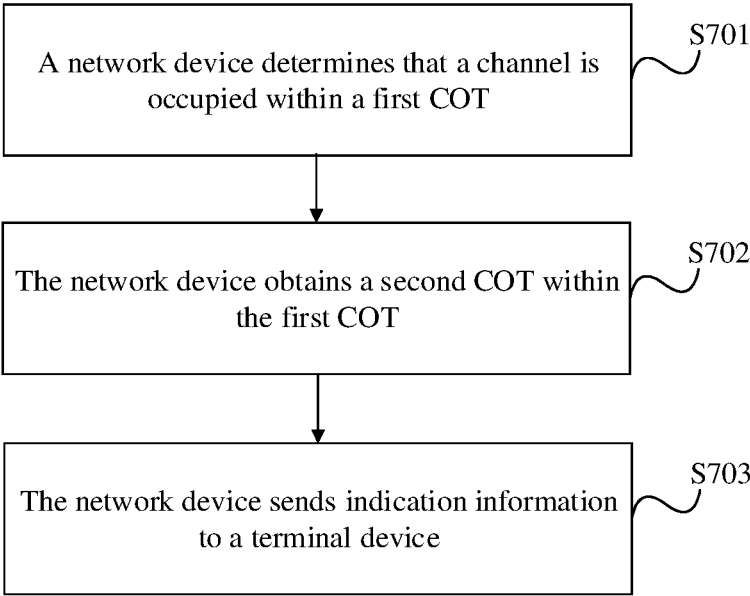 S701
A network device determines that a channel is
occupied within a first COT
S702
The network device obtains a second COT within
the first COT
S703
The network device sends indication information
to a terminal device